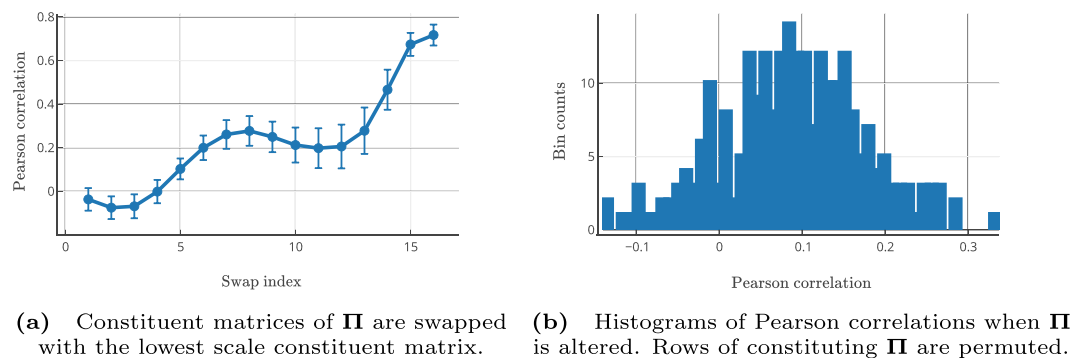 0.8
0.6
0.4
0.2
0
Pearson correlation
0 5 10 15
Swap index
10
5
0
Bin counts
−0.1 0 0.1 0.2 0.3
Pearson correlation
(a) Constituent matrices of Π are swapped
with the lowest scale constituent matrix.
(b) Histograms of Pearson correlations when Π
is altered. Rows of constituting Π are permuted.